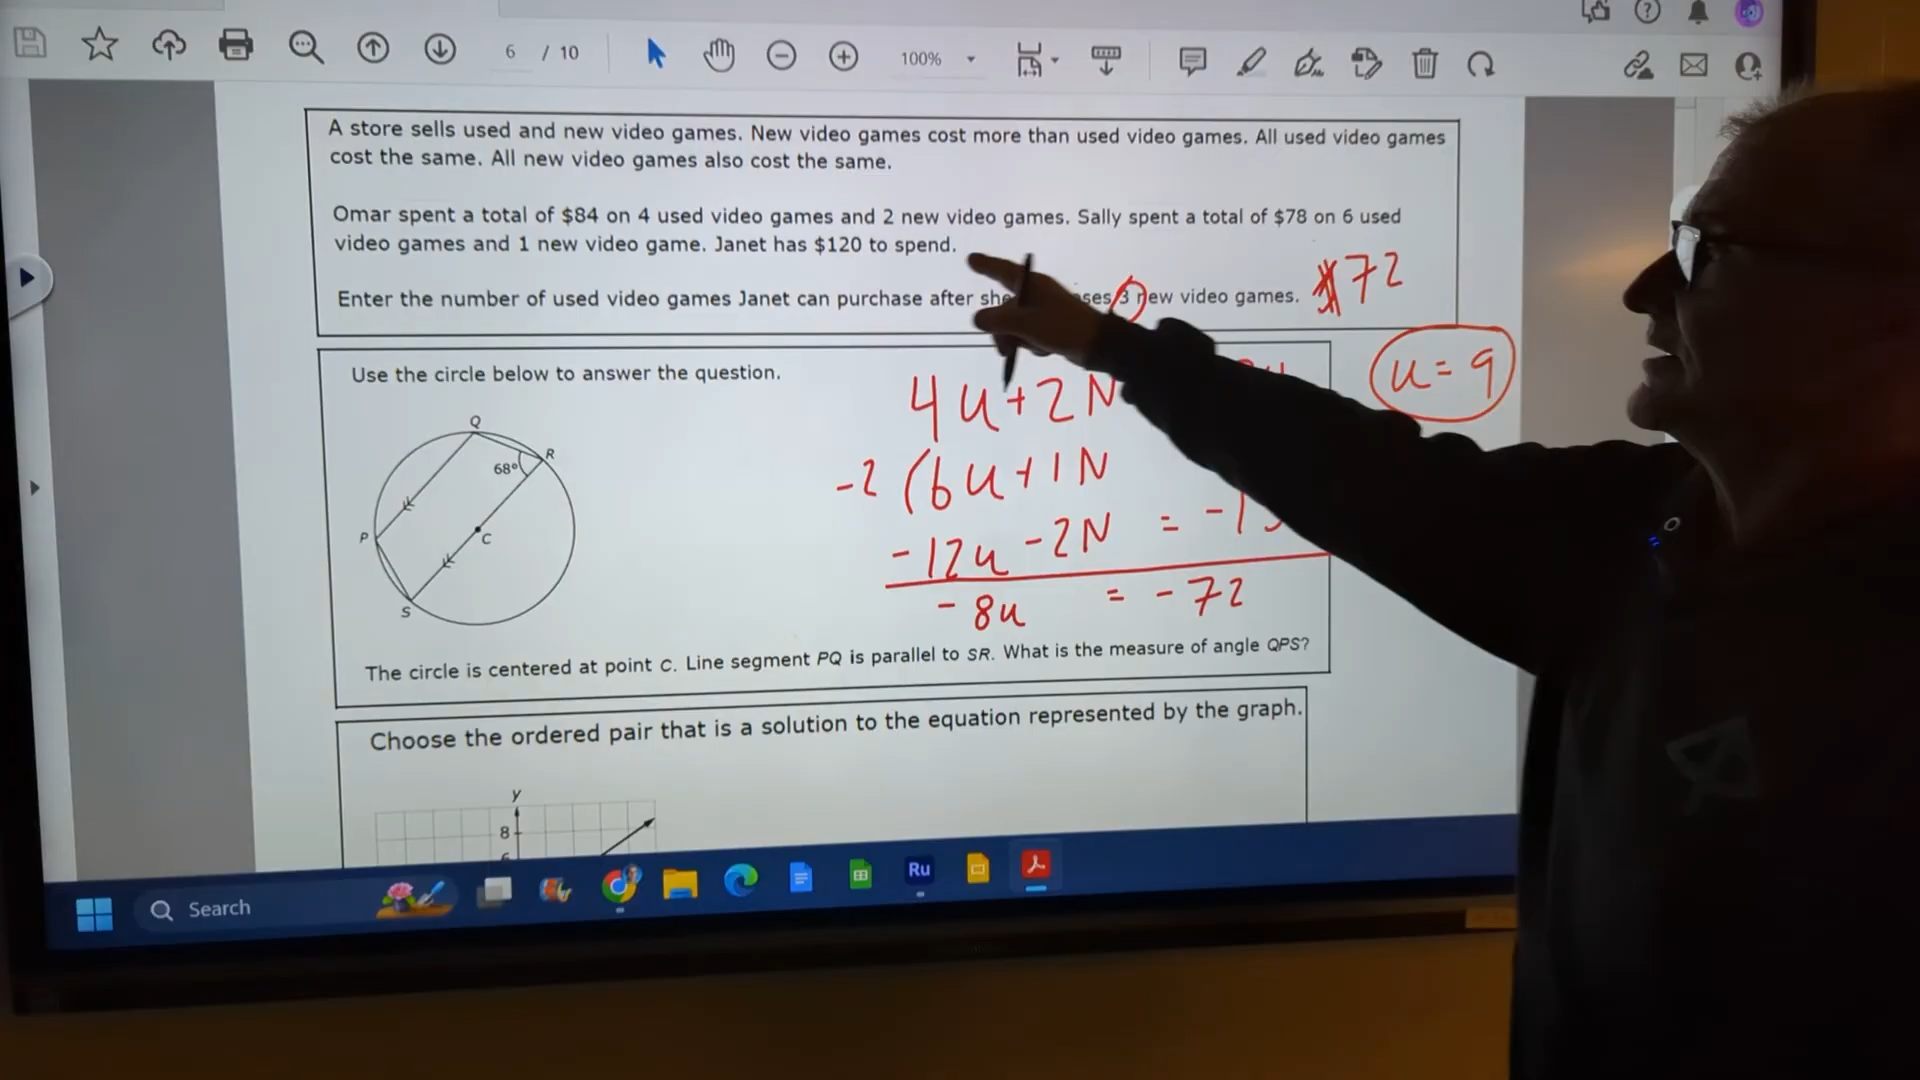 6 / 10
100%
A store sells used and new video games. New video games cost more than used video games. All used video games
cost the same. All new video games also cost the same.
Omar spent a total of $84 on 4 used video games and 2 new video games. Sally spent a total of $78 on 6 used
video games and 1 new video game. Janet has $120 to spend.
Enter the number of used video games Janet can purchase after she 3 new video games.
$72
u = 9
Use the circle below to answer the question.
4u + 2N
-2 (6u + 1N
-12u - 2N = -1
-8u = -72
Q
R
68°
P
C
S
The circle is centered at point C. Line segment PQ is parallel to SR. What is the measure of angle QPS?
Choose the ordered pair that is a solution to the equation represented by the graph.
y
8
Search
Ru